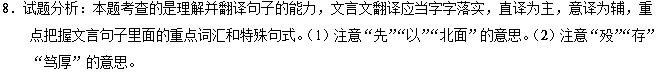 8．试题分析：本题考查的是理解并翻译句子的能力，文言文翻译应当字字落实，直译为主，意译为辅，重
点把握文言句子里面的重点词汇和特殊句式。（1）注意“先”“以”“北面”的意思。（2）注意“殁”“存”
“笃厚”的意思。